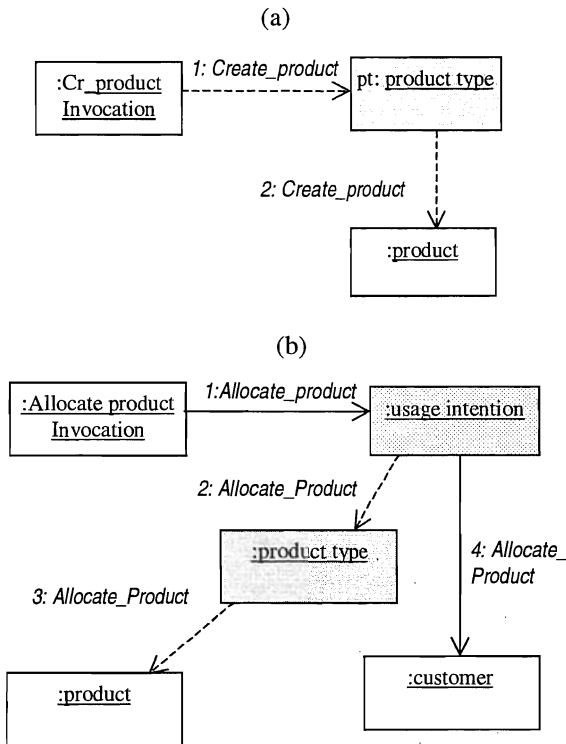 (a)
1: Create_product
:Cr_product
Invocation
pt: product type
2: Create_product
:product
(b)
:Allocate product
Invocation
1:Allocate_product
:usage intention
2: Allocate_Product
:product type
4: Allocate_
Product
3: Allocate_Product
:product
:customer